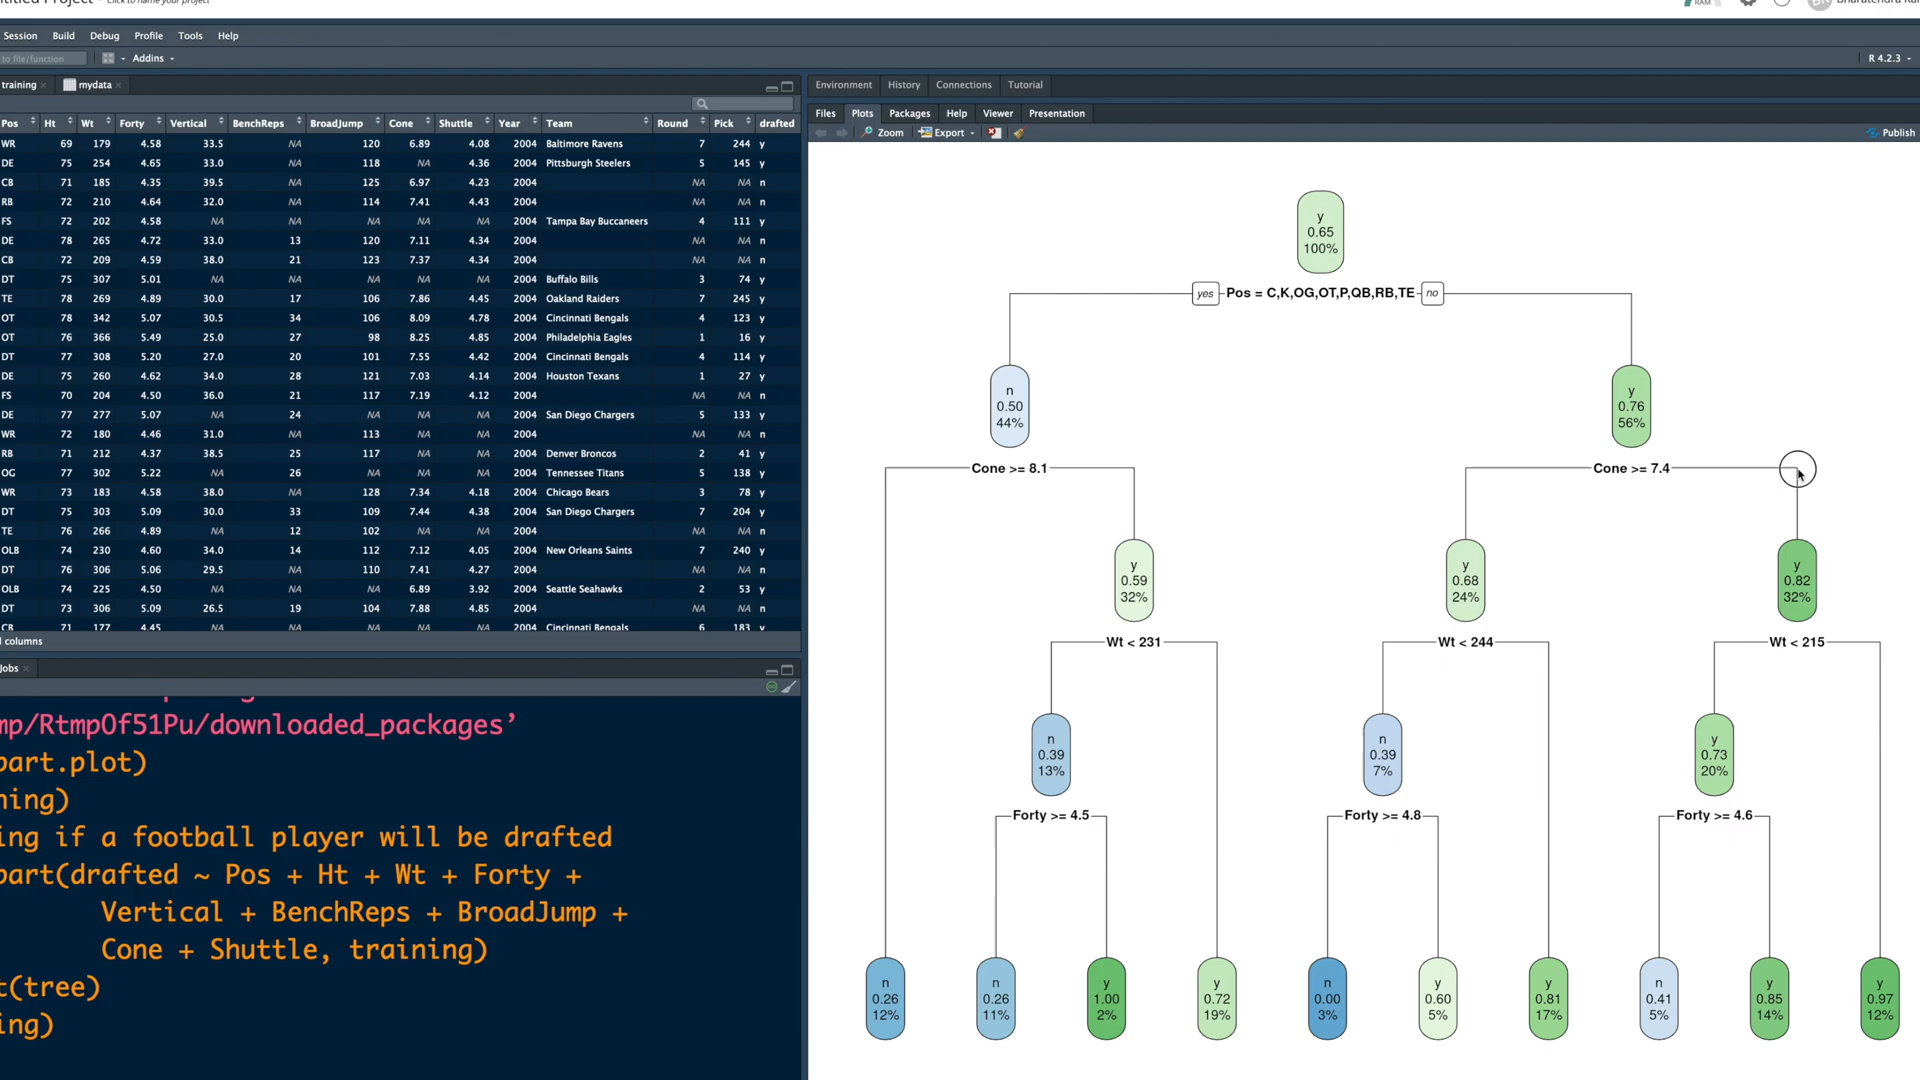 ntitled Project
Click to name your project
RAM
Session Build Debug Profile Tools Help
to file/function Addins R 4.2.3
training mydata
Pos Ht Wt Forty Vertical BenchReps BroadJump Cone Shuttle Year Team Round Pick drafted
WR 69 179 4.58 33.5 NA 120 6.89 4.08 2004 Baltimore Ravens 7 244 y
DE 75 254 4.65 33.0 NA 118 NA 4.36 2004 Pittsburgh Steelers 5 145 y
CB 71 185 4.35 39.5 NA 125 6.97 4.23 2004 NA NA n
RB 72 210 4.64 32.0 NA 114 7.41 4.43 2004 NA NA n
FS 72 202 4.58 NA NA NA NA NA 2004 Tampa Bay Buccaneers 4 111 y
DE 78 265 4.72 33.0 13 120 7.11 4.34 2004 NA NA n
CB 72 209 4.59 38.0 21 123 7.37 4.34 2004 NA NA n
DT 75 307 5.01 NA NA NA NA NA 2004 Buffalo Bills 3 74 y
TE 78 269 4.89 30.0 17 106 7.86 4.45 2004 Oakland Raiders 7 245 y
OT 78 342 5.07 30.5 34 106 8.09 4.78 2004 Cincinnati Bengals 4 123 y
OT 76 366 5.49 25.0 27 98 8.25 4.85 2004 Philadelphia Eagles 1 16 y
DT 77 308 5.20 27.0 20 101 7.55 4.42 2004 Cincinnati Bengals 4 114 y
DE 75 260 4.62 34.0 28 121 7.03 4.14 2004 Houston Texans 1 27 y
FS 70 204 4.50 36.0 21 117 7.19 4.12 2004 NA NA n
DE 77 277 5.07 NA 24 NA NA NA 2004 San Diego Chargers 5 133 y
WR 72 180 4.46 31.0 NA 113 NA NA 2004 NA NA n
RB 71 212 4.37 38.5 25 117 NA NA 2004 Denver Broncos 2 41 y
OG 77 302 5.22 NA 26 NA NA NA 2004 Tennessee Titans 5 138 y
WR 73 183 4.58 38.0 NA 128 7.34 4.18 2004 Chicago Bears 3 78 y
DT 75 303 5.09 30.0 33 109 7.44 4.38 2004 San Diego Chargers 7 204 y
TE 76 266 4.89 NA 12 102 NA NA 2004 NA NA n
OLB 74 230 4.60 34.0 14 112 7.12 4.05 2004 New Orleans Saints 7 240 y
DT 76 306 5.06 29.5 NA 110 7.41 4.27 2004 NA NA n
OLB 74 225 4.50 NA NA NA 6.89 3.92 2004 Seattle Seahawks 2 53 y
DT 73 306 5.09 26.5 19 104 7.88 4.85 2004 NA NA n
CB 71 177 4.45 NA NA NA NA NA 2004 Cincinnati Bengals 6 183 y
l columns
Jobs
mp/RtmpOf51Pu/downloaded_packages’
part.plot)
ning)
ing if a football player will be drafted
part(drafted ~ Pos + Ht + Wt + Forty +
Vertical + BenchReps + BroadJump +
Cone + Shuttle, training)
t(tree)
ing)
Environment History Connections Tutorial
Files Plots Packages Help Viewer Presentation
Zoom Export Publish
y
0.65
100%
yes Pos = C,K,OG,OT,P,QB,RB,TE no
n
0.50
44%
y
0.76
56%
Cone >= 8.1
Cone >= 7.4
y
0.59
32%
y
0.68
24%
y
0.82
32%
Wt < 231
Wt < 244
Wt < 215
n
0.39
13%
n
0.39
7%
y
0.73
20%
Forty >= 4.5
Forty >= 4.8
Forty >= 4.6
n
0.26
12%
n
0.26
11%
y
1.00
2%
y
0.72
19%
n
0.00
3%
y
0.60
5%
y
0.81
17%
n
0.41
5%
y
0.85
14%
y
0.97
12%